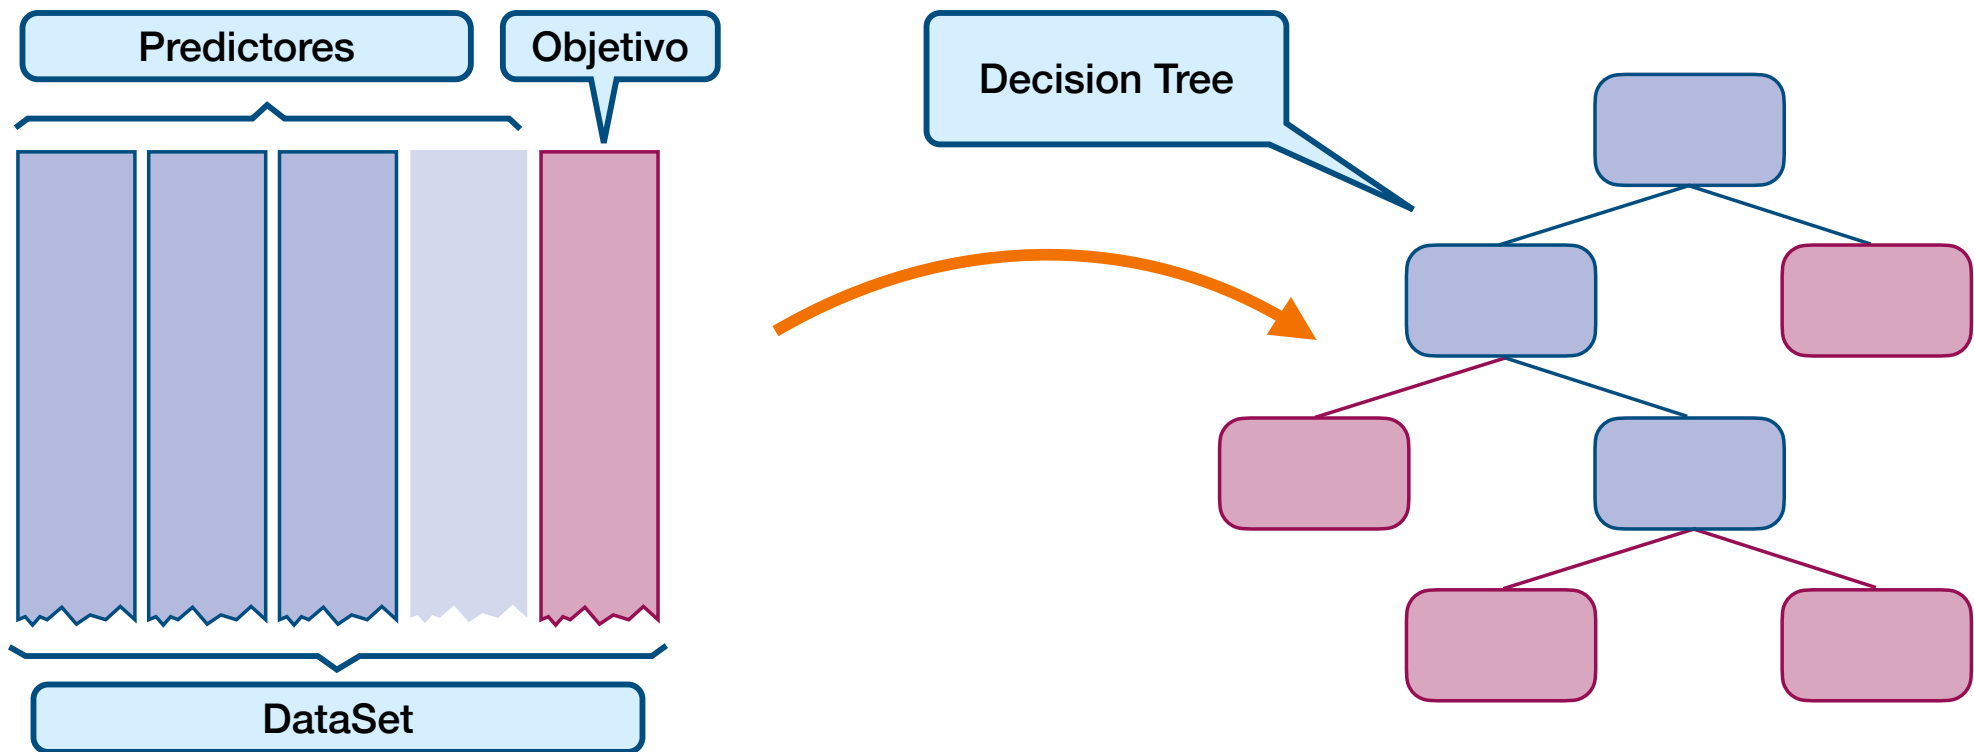 Predictores
Objetivo
Decision Tree
DataSet